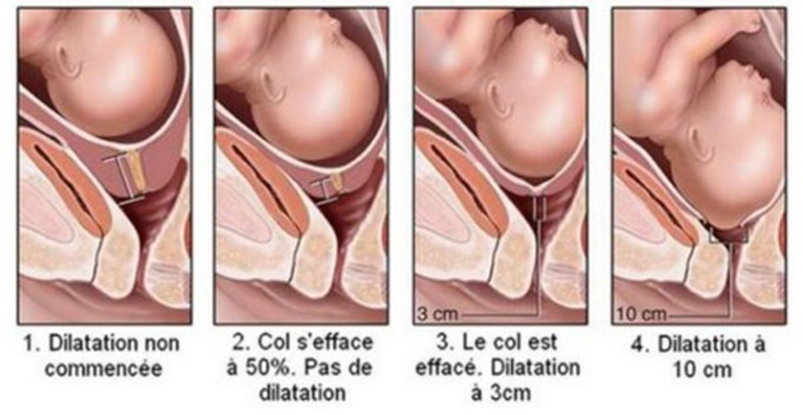 3 cm
10 cm
1. Dilatation non
commencée
2. Col s'efface
à 50%. Pas de
dilatation
3. Le col est
effacé. Dilatation
à 3cm
4. Dilatation à
10 cm